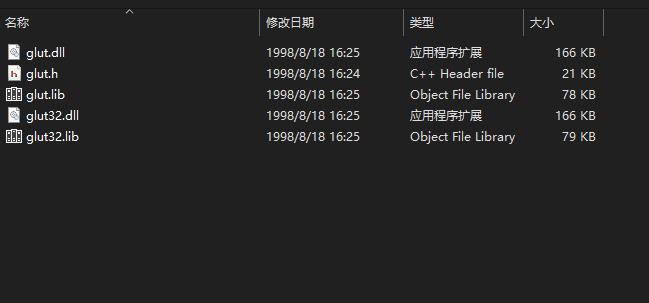 名称 修改日期 类型 大小
glut.dll 1998/8/18 16:25 应用程序扩展 166 KB
glut.h 1998/8/18 16:24 C++ Header file 21 KB
glut.lib 1998/8/18 16:25 Object File Library 78 KB
glut32.dll 1998/8/18 16:25 应用程序扩展 166 KB
glut32.lib 1998/8/18 16:25 Object File Library 79 KB